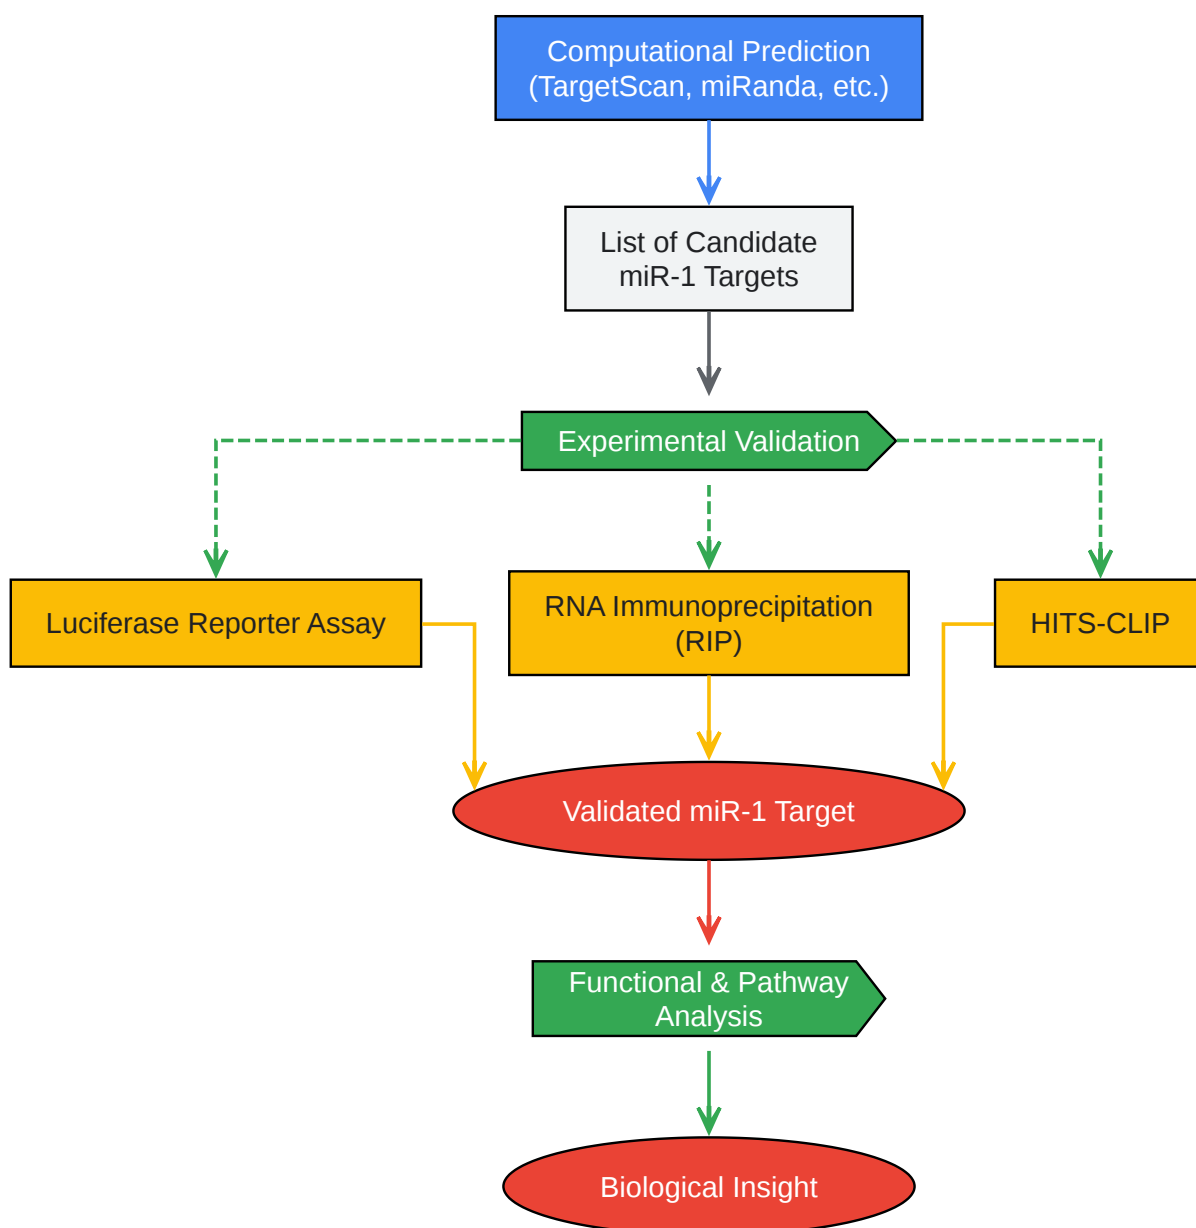 Computational Prediction
(TargetScan, miRanda, etc.)
List of Candidate
miR-1 Targets
Experimental Validation
Luciferase Reporter Assay
RNA Immunoprecipitation
(RIP)
HITS-CLIP
Validated miR-1 Target
Functional & Pathway
Analysis
Biological Insight